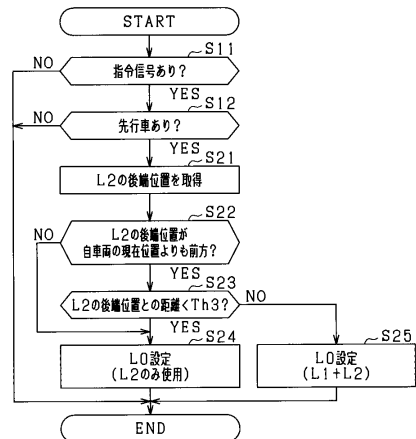 START
S11
NO
指令信号あり?
YES
S12
NO
先行車あり?
YES
S21
L2の後端位置を取得
S22
NO
L2の後端位置が
自車両の現在位置よりも前方?
YES
S23
L2の後端位置との距離<Th3?
NO
YES
S24
L0設定
(L2のみ使用)
S25
L0設定
(L1+L2)
END